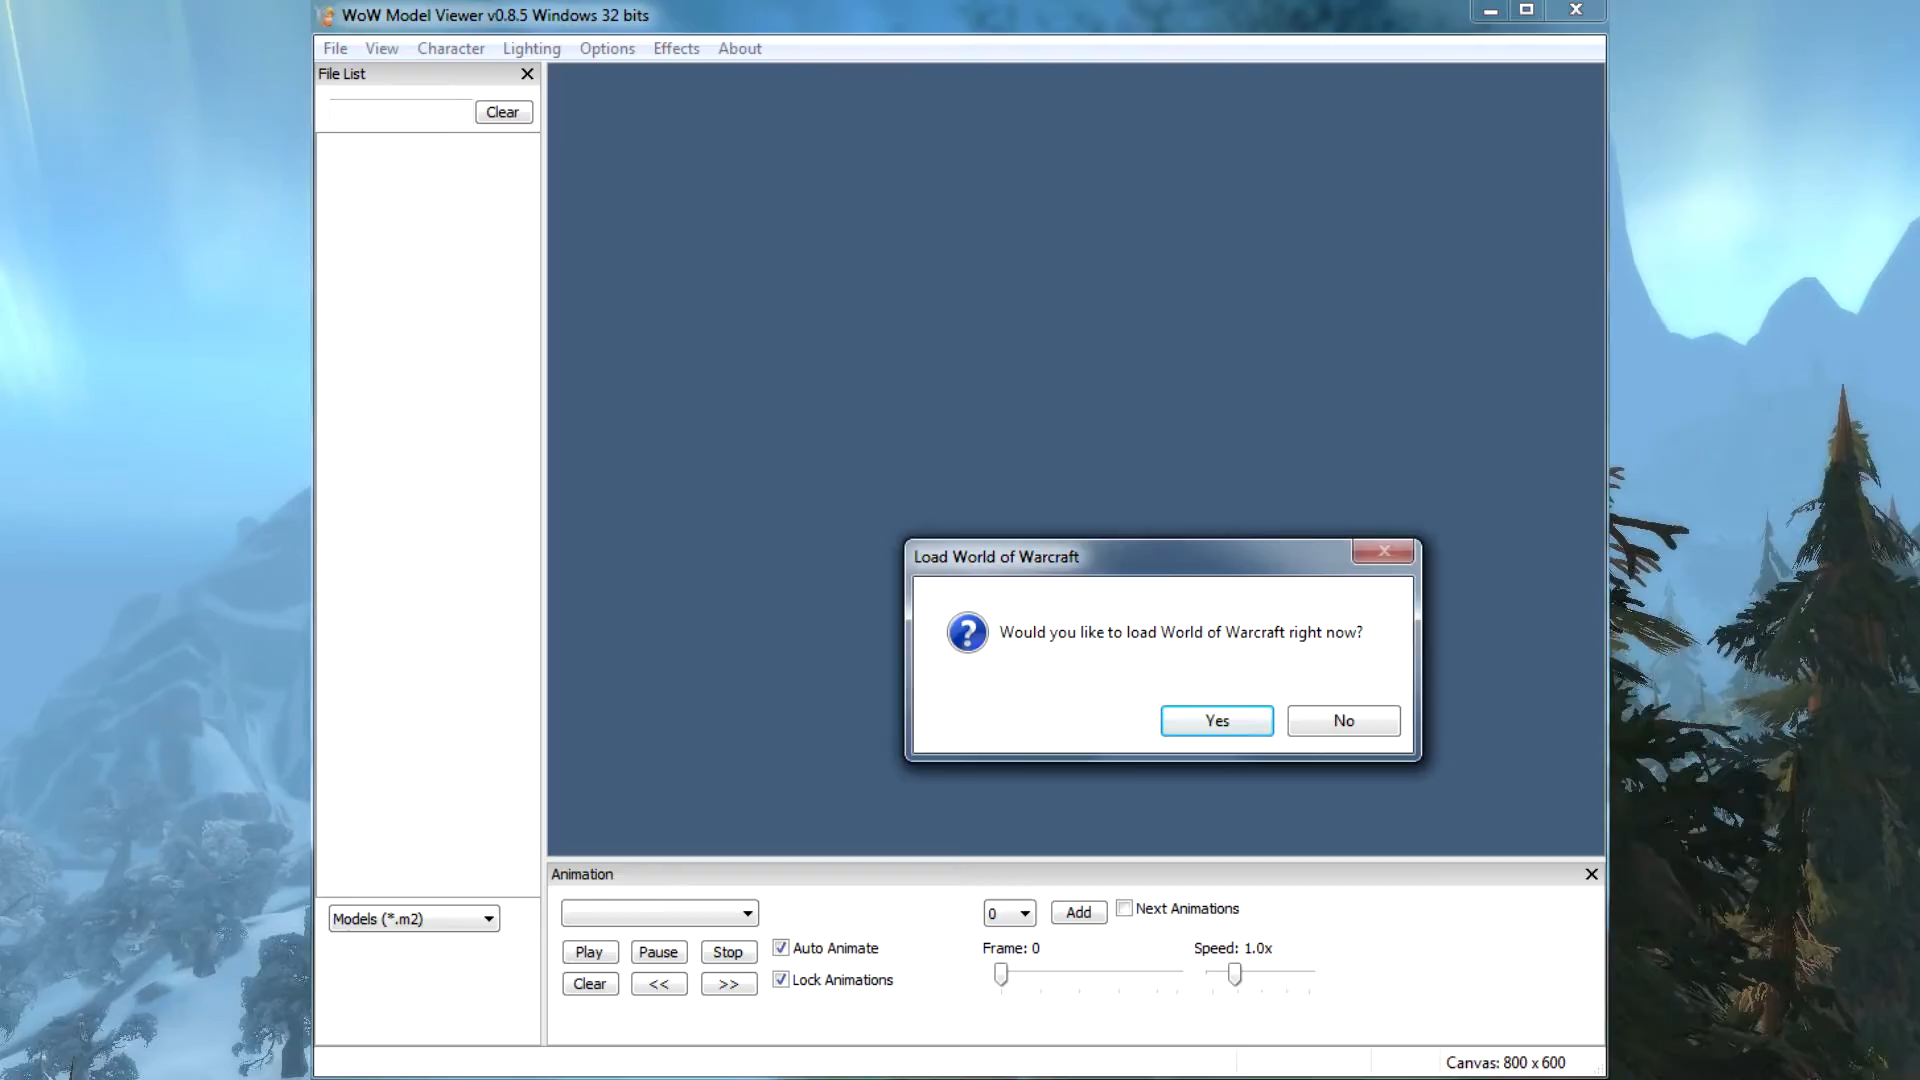 WoW Model Viewer v0.8.5 Windows 32 bits
File View Character Lighting Options Effects About
File List
Clear
Load World of Warcraft
Would you like to load World of Warcraft right now?
Yes No
Animation
Models (*.m2)
0 Add Next Animations
Play Pause Stop Auto Animate Frame: 0 Speed: 1.0x
Clear << >> Lock Animations
Canvas: 800 x 600